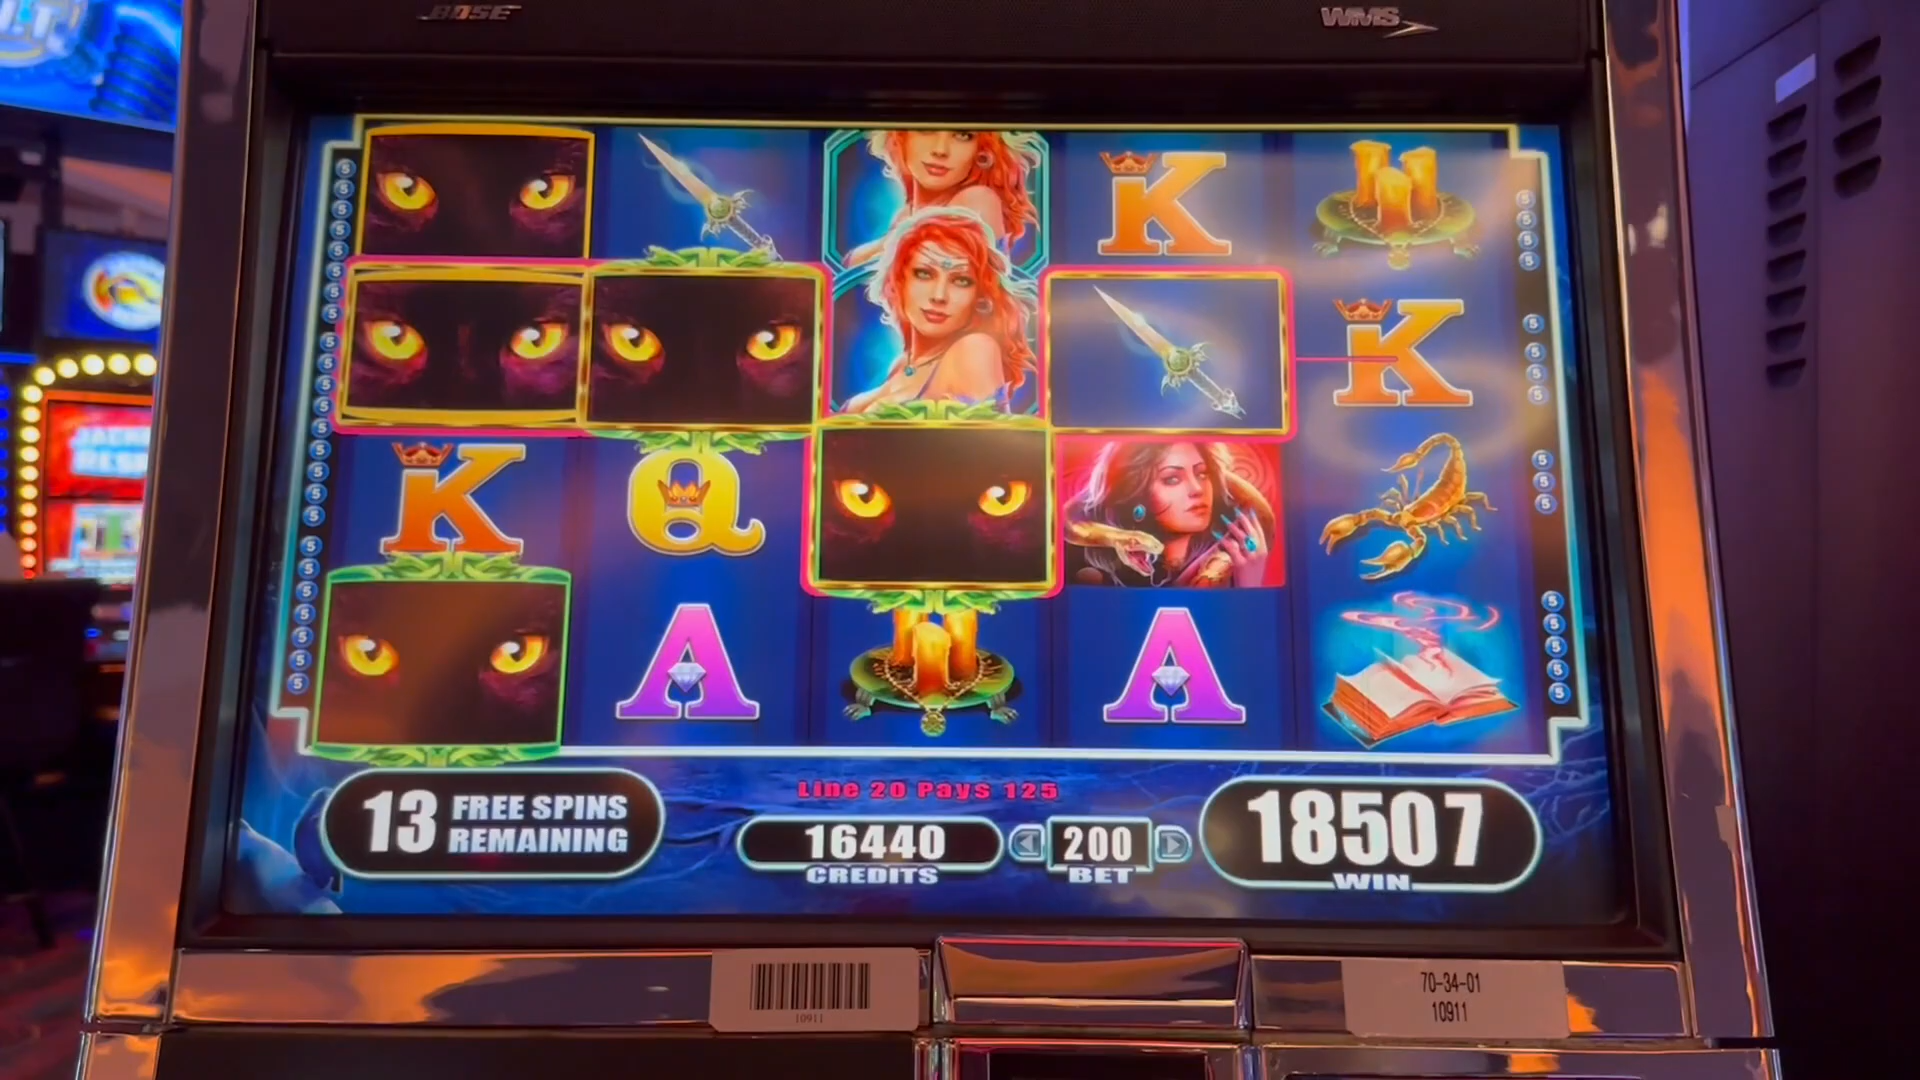 BOSE
WMS
K
K
K
Q
A
A
13 FREE SPINS
REMAINING
Line 20 Pays 125
16440
CREDITS
200
BET
18507
WIN
10911
70-34-01
10911